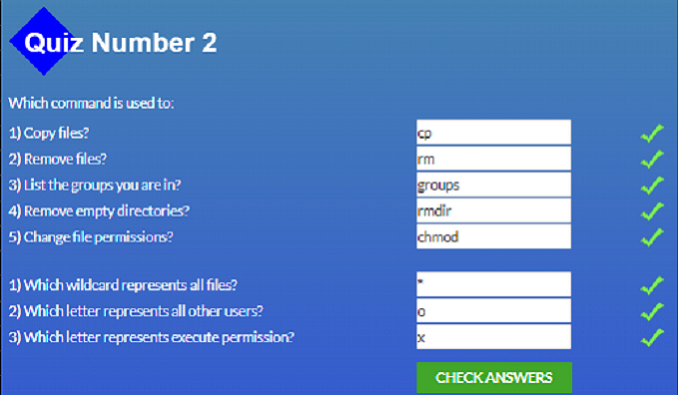 Quiz Number 2
Which command is used to:
1) Copy files? cp
2) Remove files? rm
3) List the groups you are in? groups
4) Remove empty directories? rmdir
5) Change file permissions? chmod
1) Which wildcard represents all files? *
2) Which letter represents all other users? o
3) Which letter represents execute permission? x
CHECK ANSWERS